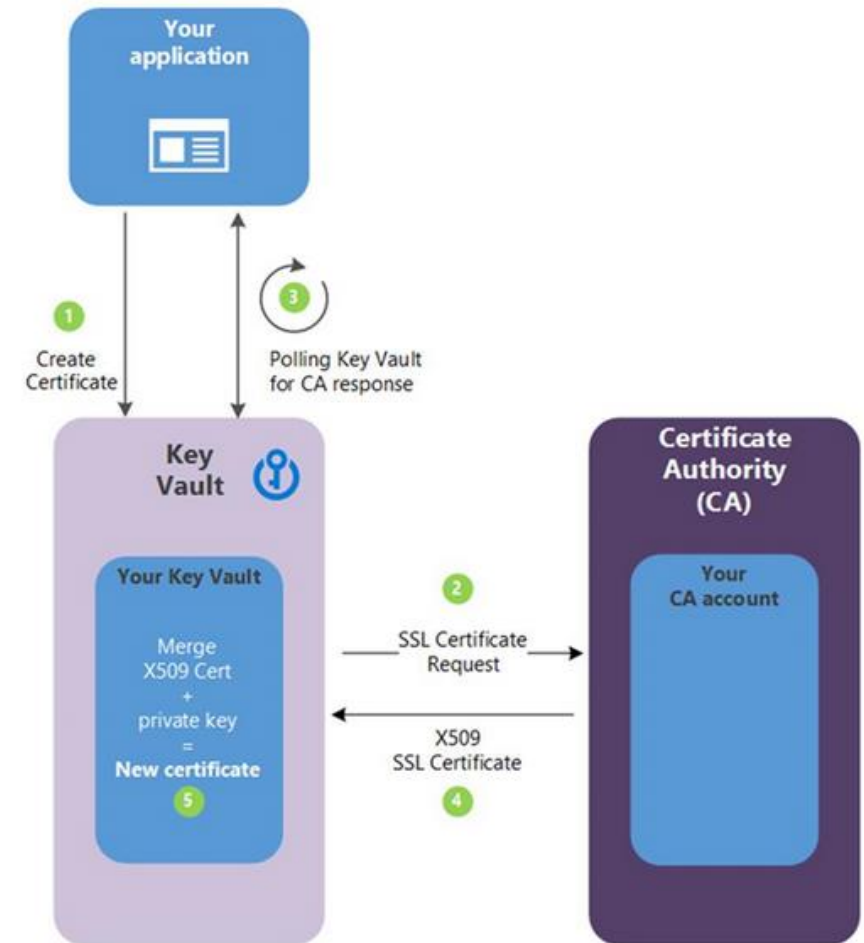 Your
application
1
Create
Certificate
3
Polling Key Vault
for CA response
Key
Vault
Your Key Vault
Merge
X509 Cert
+
private key
=
New certificate
5
2
SSL Certificate
Request
X509
SSL Certificate
4
Certificate
Authority
(CA)
Your
CA account